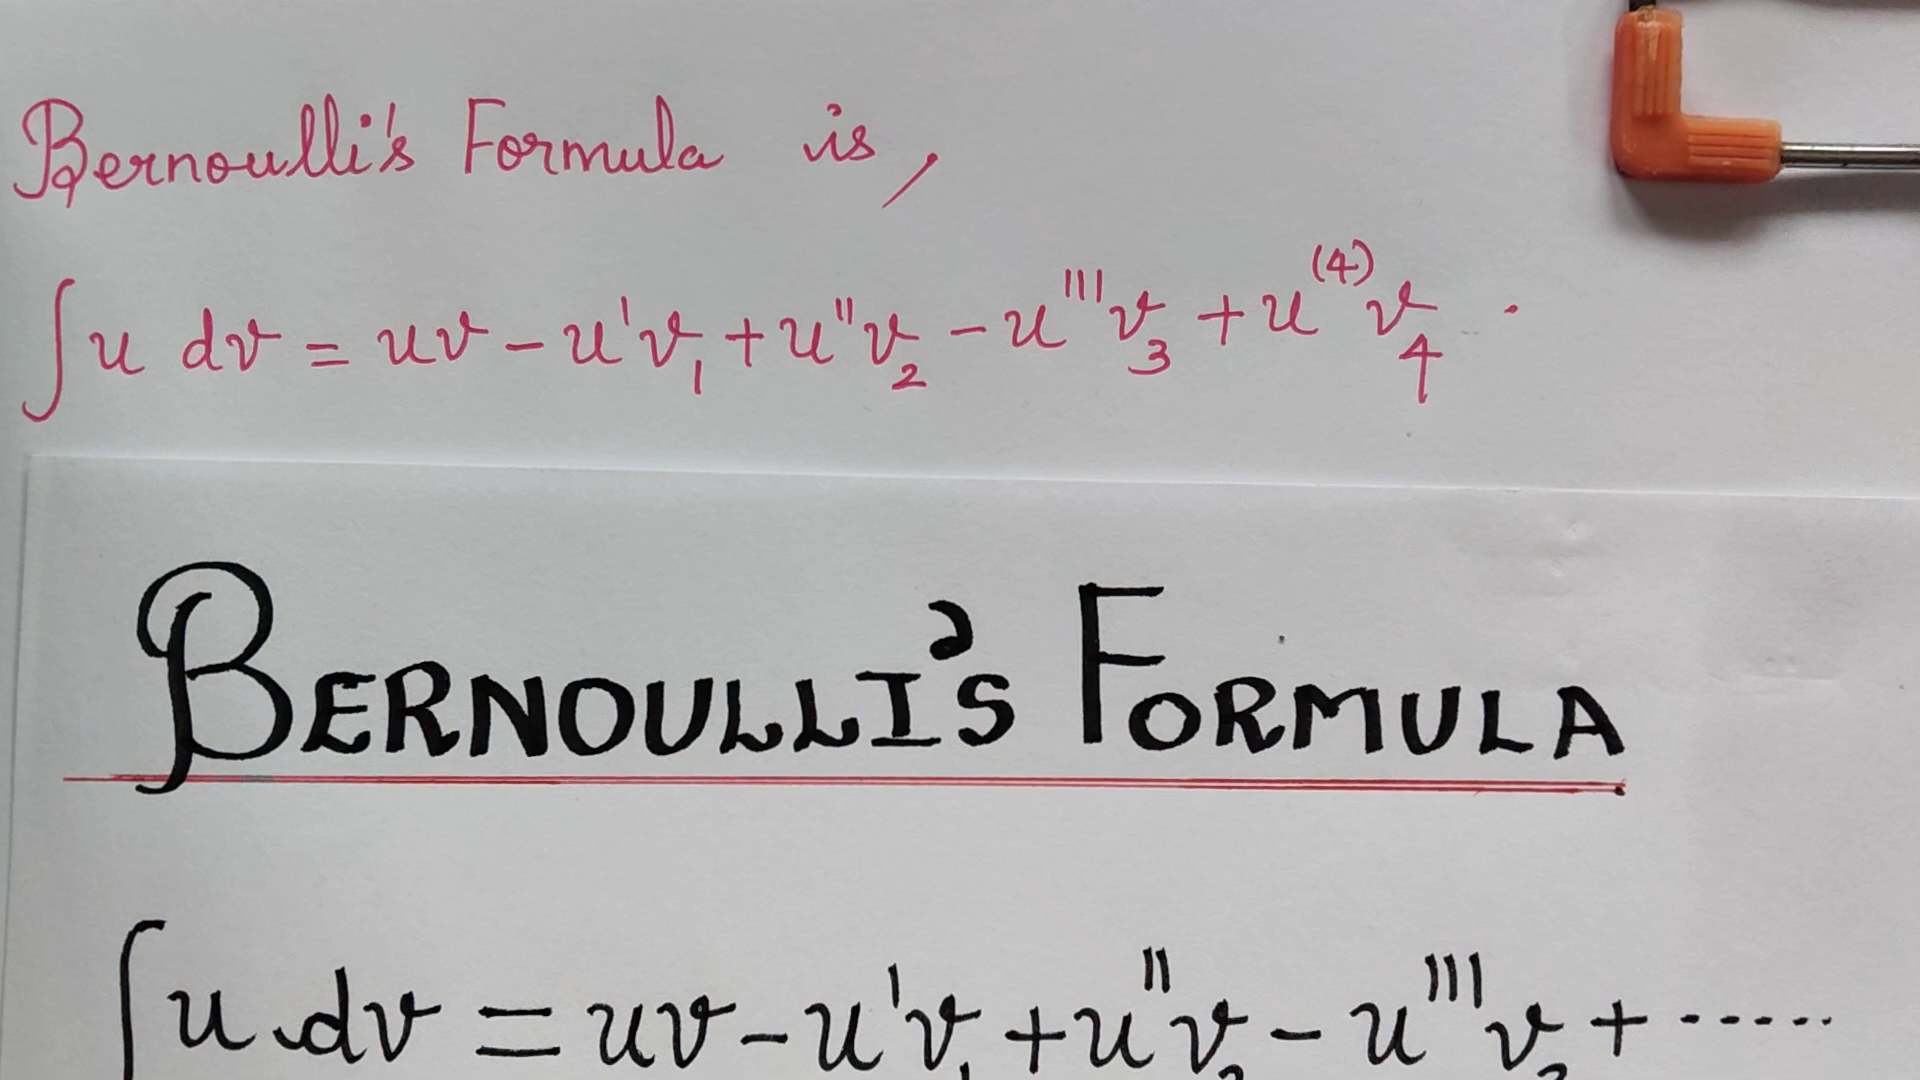 Bernoulli's Formula is,
∫u dv = uv - u'v₁ + u''v₂ - u'''v₃ + u⁽⁴⁾v₄ .
BERNOULLI'S FORMULA
∫u dv = uv - u'v₁ + u''v₂ - u'''v₃ + ......